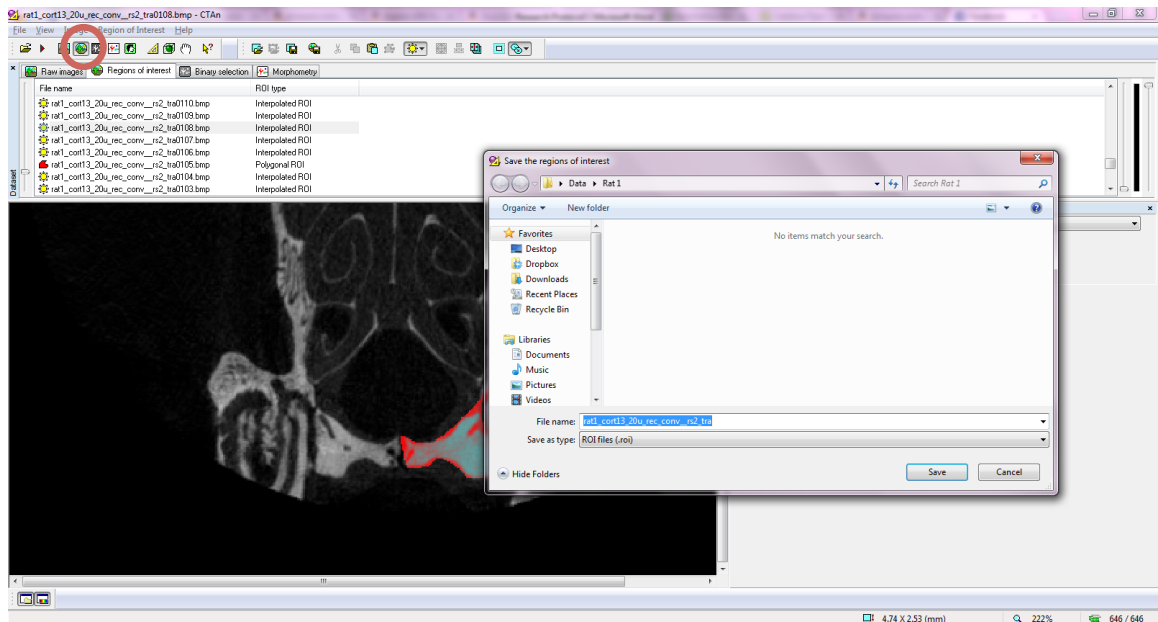 rat1_cort13_20u_rec_conv__rs2_tra0108.bmp - CTAn
File View Image Region of Interest Help
Raw images Regions of interest Binary selection Morphometry
File name ROI type
rat1_cort13_20u_rec_conv__rs2_tra0110.bmp Interpolated ROI
rat1_cort13_20u_rec_conv__rs2_tra0109.bmp Interpolated ROI
rat1_cort13_20u_rec_conv__rs2_tra0108.bmp Interpolated ROI
rat1_cort13_20u_rec_conv__rs2_tra0107.bmp Interpolated ROI
rat1_cort13_20u_rec_conv__rs2_tra0106.bmp Interpolated ROI
rat1_cort13_20u_rec_conv__rs2_tra0105.bmp Polygonal ROI
rat1_cort13_20u_rec_conv__rs2_tra0104.bmp Interpolated ROI
rat1_cort13_20u_rec_conv__rs2_tra0103.bmp Interpolated ROI
Dataset
Save the regions of interest
Data Rat 1 Search Rat 1
Organize New folder
Favorites
Desktop
Dropbox
Downloads
Recent Places
Recycle Bin
Libraries
Documents
Music
Pictures
Videos
No items match your search.
File name: rat1_cort13_20u_rec_conv__rs2_tra
Save as type: ROI files (.roi)
Hide Folders Save Cancel
4.74 X 2.53 (mm) 222% 646 / 646